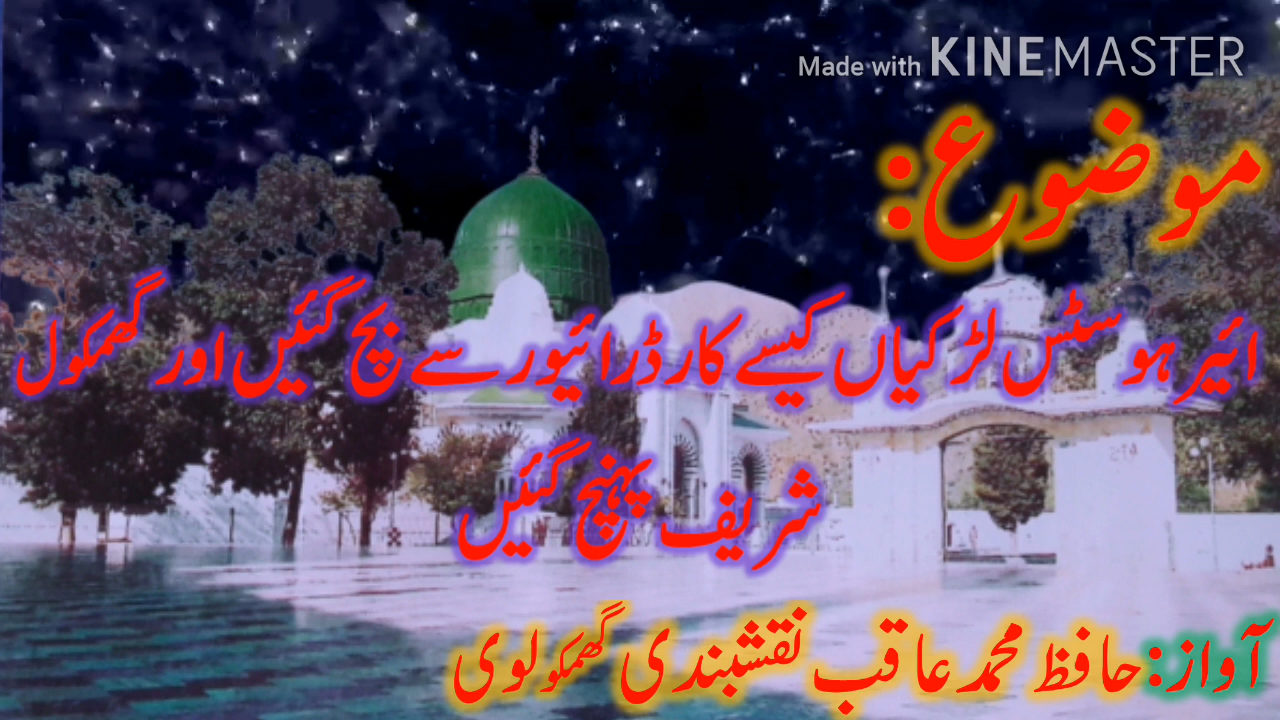 Made with KINEMASTER
موضوع:
ائیر ہوسٹس لڑکیاں کیسے کار ڈرائیور سے بچ گئیں اور گھمکول
شریف پہنچ گئیں
آواز: حافظ محمد عاقب نقشبندی گھمکولوی